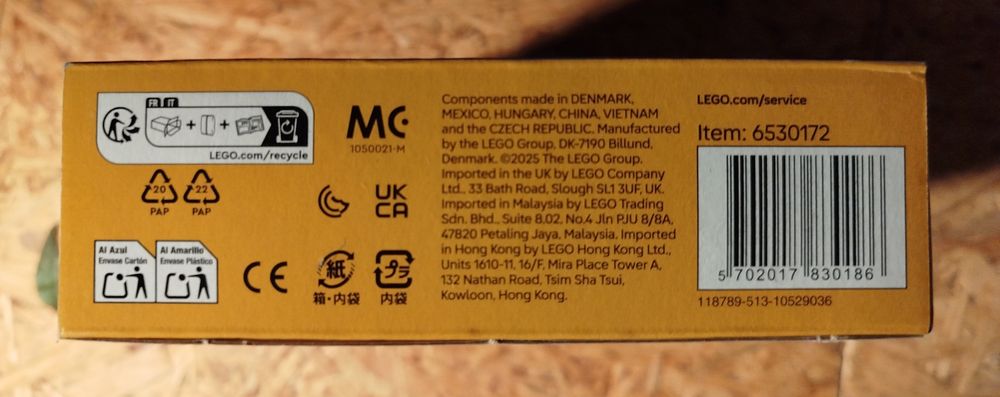 FR IT
+ +
LEGO.com/recycle
20
PAP
22
PAP
Al Azul
Envase Cartón
Al Amarillo
Envase Plástico
MC
1050021-M
UK
CA
CE
紙
箱・内袋
プラ
内袋
Components made in DENMARK,
MEXICO, HUNGARY, CHINA, VIETNAM
and the CZECH REPUBLIC. Manufactured
by the LEGO Group, DK-7190 Billund,
Denmark. ©2025 The LEGO Group.
Imported in the UK by LEGO Company
Ltd., 33 Bath Road, Slough SL1 3UF, UK.
Imported in Malaysia by LEGO Trading
Sdn. Bhd., Suite 8.02, No.4 Jln PJU 8/8A,
47820 Petaling Jaya, Malaysia. Imported
in Hong Kong by LEGO Hong Kong Ltd.,
Units 1610-11, 16/F, Mira Place Tower A,
132 Nathan Road, Tsim Sha Tsui,
Kowloon, Hong Kong.
LEGO.com/service
Item: 6530172
5 702017 830186
118789-513-10529036